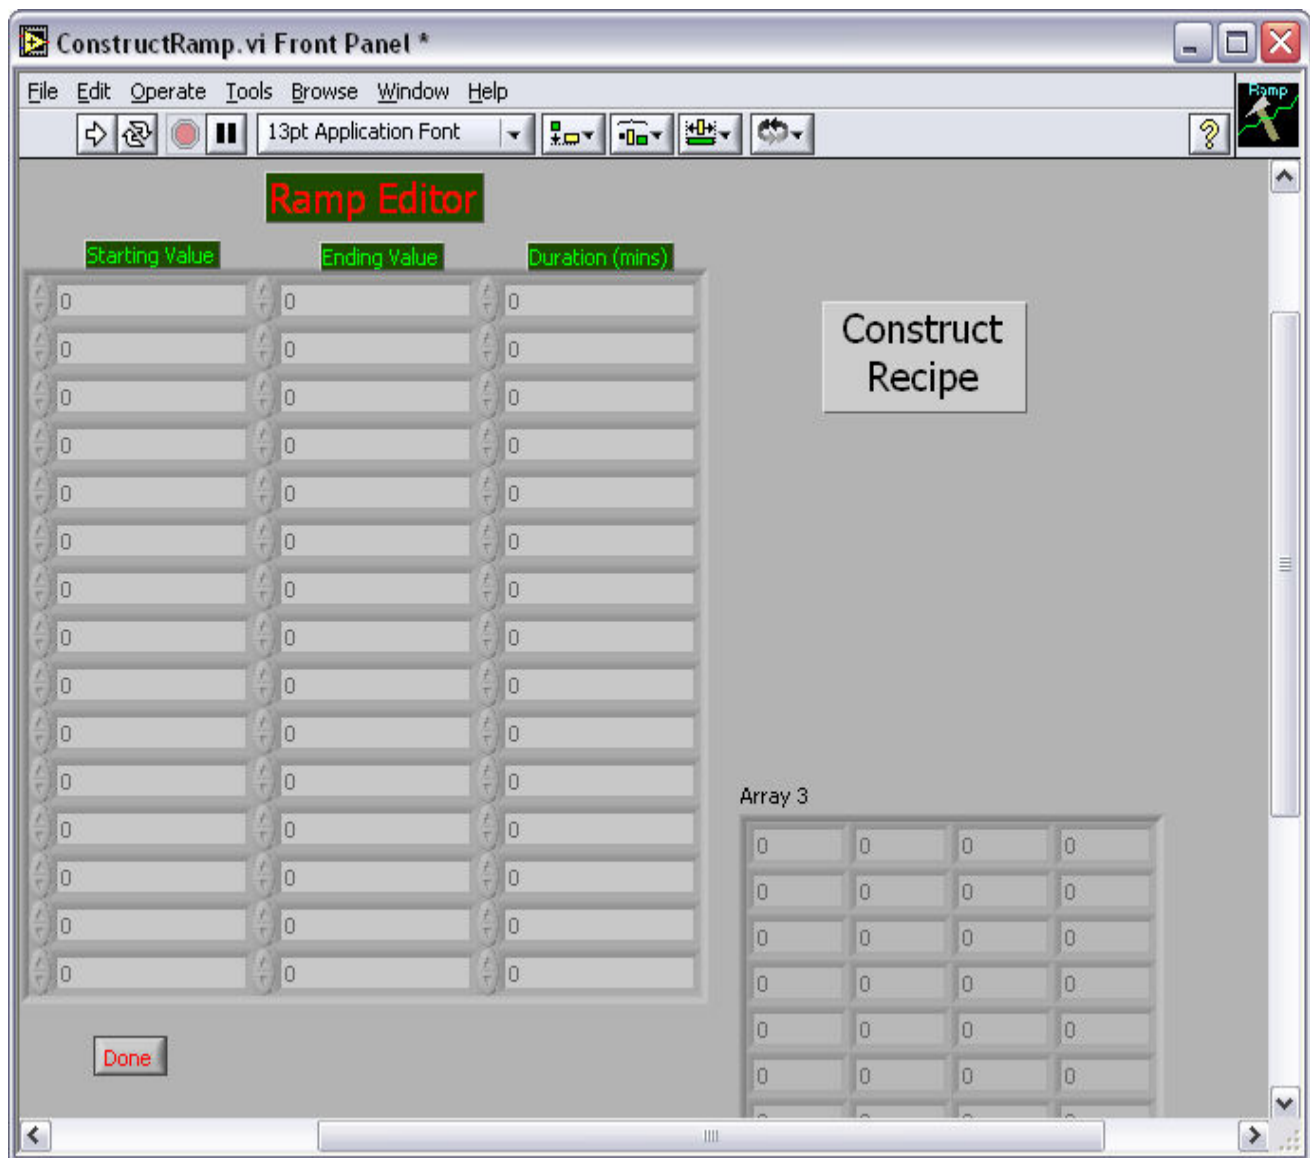 ConstructRamp.vi Front Panel *
File Edit Operate Tools Browse Window Help
Ramp
13pt Application Font
?
Ramp Editor
Starting Value Ending Value Duration (mins)
0 0 0
0 0 0
Construct
Recipe
0 0 0
0 0 0
0 0 0
0 0 0
0 0 0
0 0 0
0 0 0
0 0 0
0 0 0
0 0 0
0 0 0
0 0 0
0 0 0
Array 3
0 0 0 0
0 0 0 0
0 0 0 0
0 0 0 0
0 0 0 0
0 0 0 0
Done